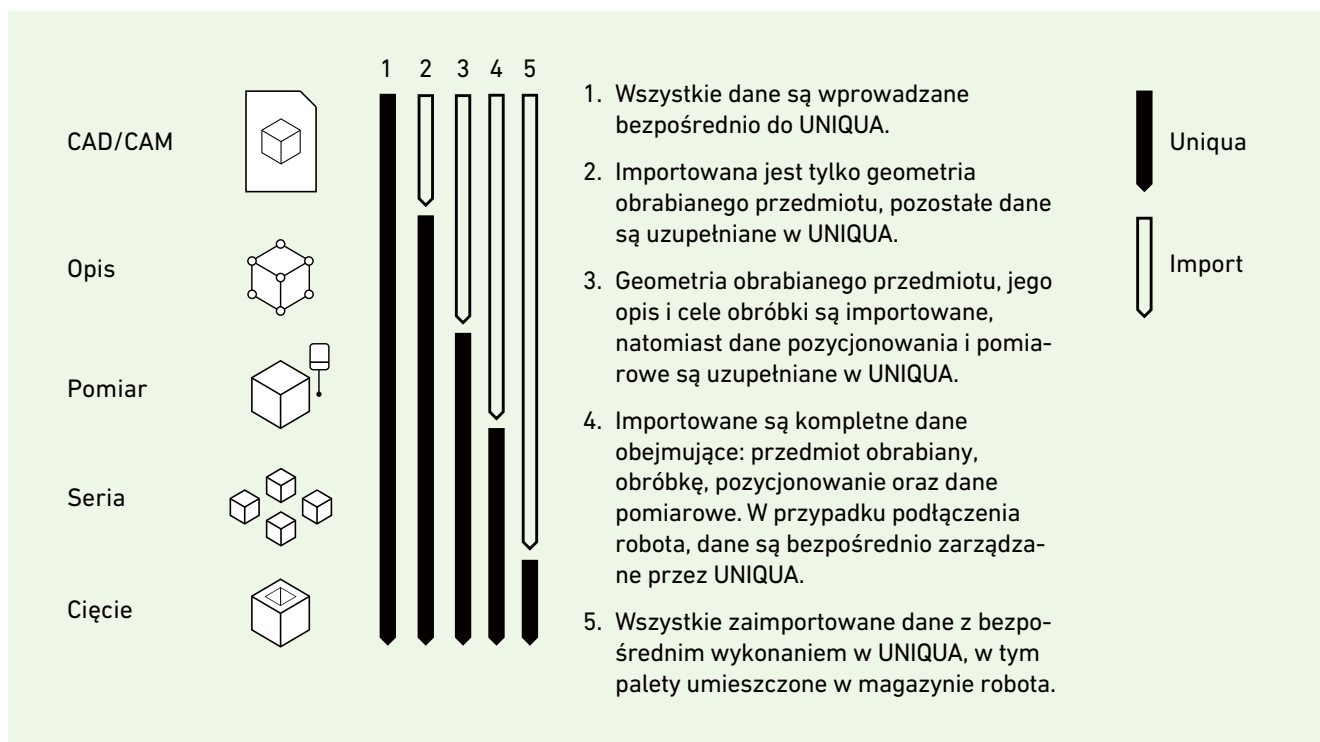 1 2 3 4 5
CAD/CAM
Opis
Pomiar
Seria
Cięcie
1. Wszystkie dane są wprowadzane
bezpośrednio do UNIQUA.
2. Importowana jest tylko geometria
obrabianego przedmiotu, pozostałe dane
są uzupełniane w UNIQUA.
3. Geometria obrabianego przedmiotu, jego
opis i cele obróbki są importowane,
natomiast dane pozycjonowania i pomia-
rowe są uzupełniane w UNIQUA.
4. Importowane są kompletne dane
obejmujące: przedmiot obrabiany,
obróbkę, pozycjonowanie oraz dane
pomiarowe. W przypadku podłączenia
robota, dane są bezpośrednio zarządza-
ne przez UNIQUA.
5. Wszystkie zaimportowane dane z bezpo-
średnim wykonaniem w UNIQUA, w tym
palety umieszczone w magazynie robota.
Uniqua
Import